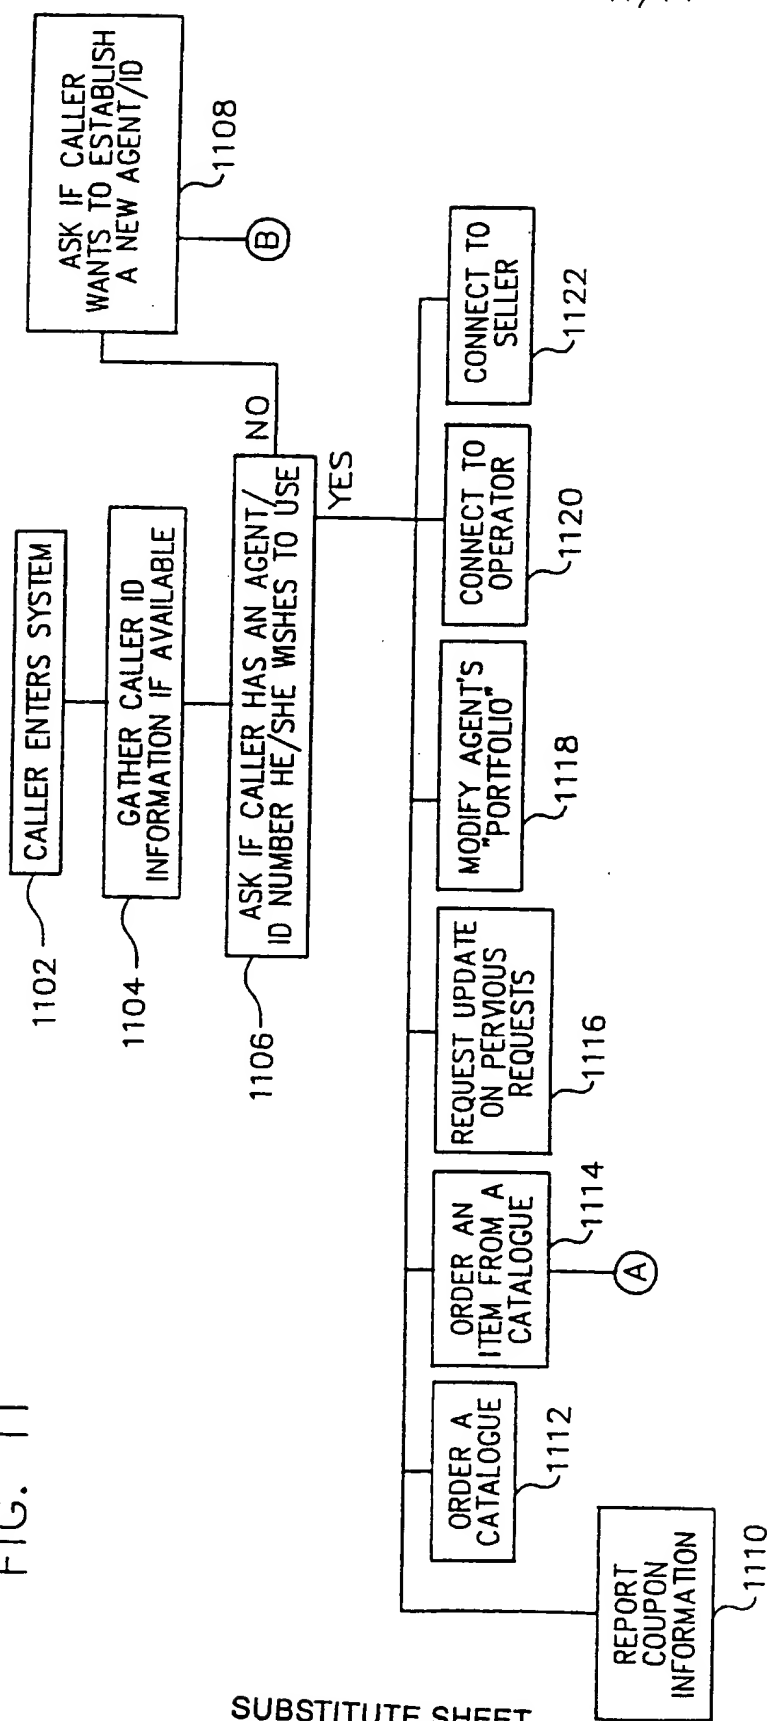 FIG. 11
1102
CALLER ENTERS SYSTEM
1104
GATHER CALLER ID
INFORMATION IF AVAILABLE
1106
ASK IF CALLER HAS AN AGENT/
ID NUMBER HE/SHE WISHES TO USE
NO
YES
ASK IF CALLER
WANTS TO ESTABLISH
A NEW AGENT/ID
1108
B
REPORT
COUPON
INFORMATION
1110
ORDER A
CATALOGUE
1112
ORDER AN
ITEM FROM A
CATALOGUE
1114
A
REQUEST UPDATE
ON PERVIOUS
REQUESTS
1116
MODIFY AGENT'S
"PORTFOLIO"
1118
CONNECT TO
OPERATOR
1120
CONNECT TO
SELLER
1122
SUBSTITUTE SHEET